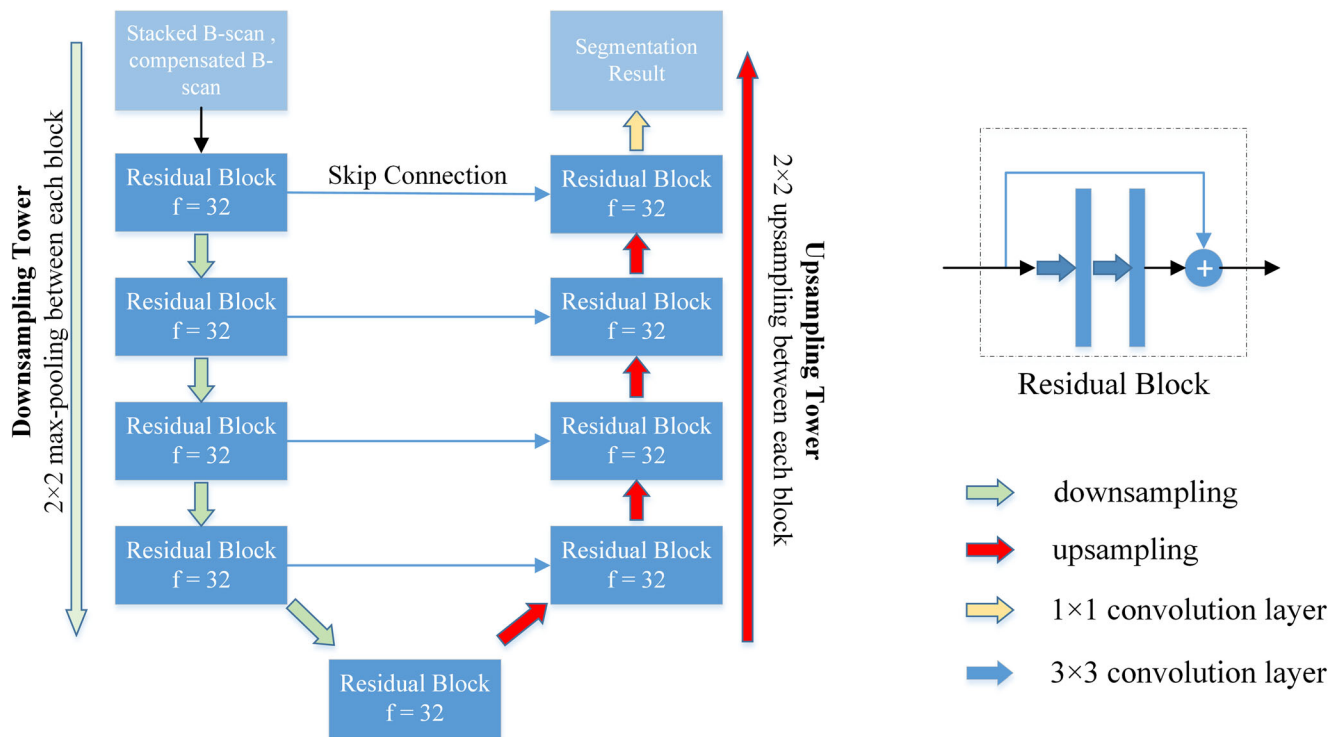 Stacked B-scan ,
compensated B-
scan
Segmentation
Result
Downsampling Tower
2×2 max-pooling between each block
Residual Block
f = 32
Skip Connection
Residual Block
f = 32
Residual Block
f = 32
Residual Block
f = 32
Residual Block
f = 32
Residual Block
f = 32
Residual Block
f = 32
Residual Block
f = 32
Residual Block
f = 32
Upsampling Tower
2×2 upsampling between each block
+
Residual Block
downsampling
upsampling
1×1 convolution layer
3×3 convolution layer